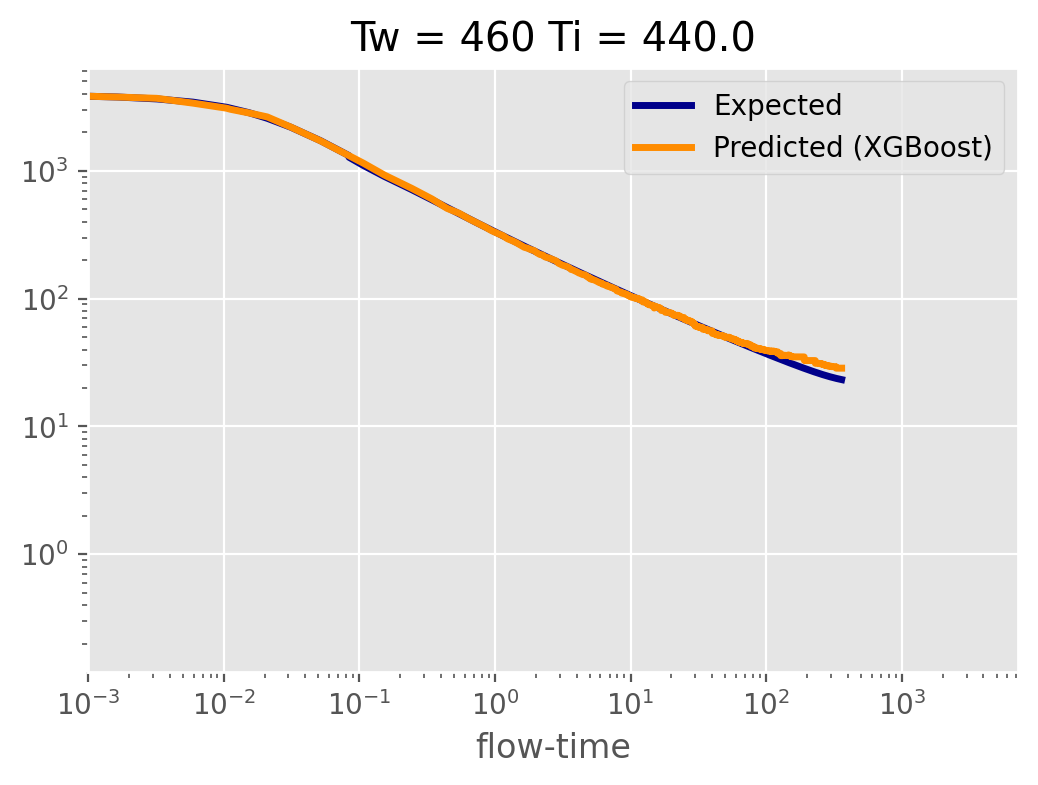 Tw = 460 Ti = 440.0
Expected
Predicted (XGBoost)
10³
10²
10¹
10⁰
10⁻³ 10⁻² 10⁻¹ 10⁰ 10¹ 10² 10³
flow-time